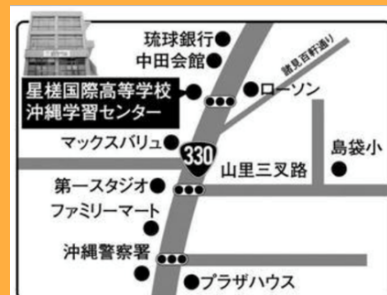 琉球銀行
中田会館
諸見百軒通り
星槎国際高等学校
沖縄学習センター
ローソン
マックスバリュ
330
山里三叉路
島袋小
第一スタジオ
ファミリーマート
沖縄警察署
プラザハウス